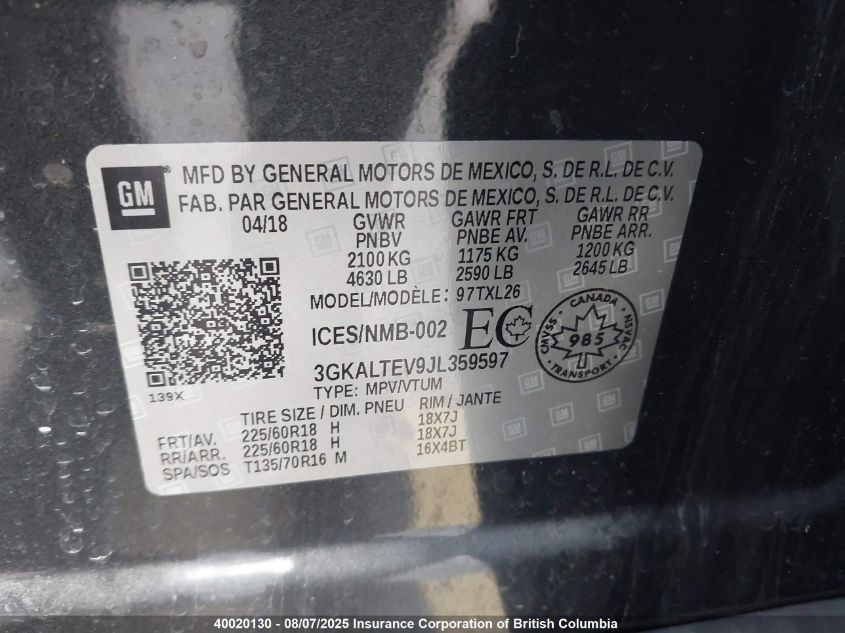 GM
MFD BY GENERAL MOTORS DE MEXICO, S. DE R.L. DE C.V.
FAB. PAR GENERAL MOTORS DE MEXICO, S. DE R.L. DE C.V.
04/18 GVWR GAWR FRT GAWR RR
PNBV PNBE AV. PNBE ARR.
2100 KG 1175 KG 1200 KG
4630 LB 2590 LB 2645 LB
MODEL/MODÈLE: 97TXL26
ICES/NMB-002 EC
CANADA
985
CMVSS
NSVAC
3GKALTEV9JL359597
TYPE: MPV/VTUM
139X
TIRE SIZE / DIM. PNEU RIM / JANTE
FRT/AV. 225/60R18 H 18X7J
RR/ARR. 225/60R18 H 18X7J
SPA/SOS T135/70R16 M 16X4BT
40020130 - 08/07/2025 Insurance Corporation of British Columbia